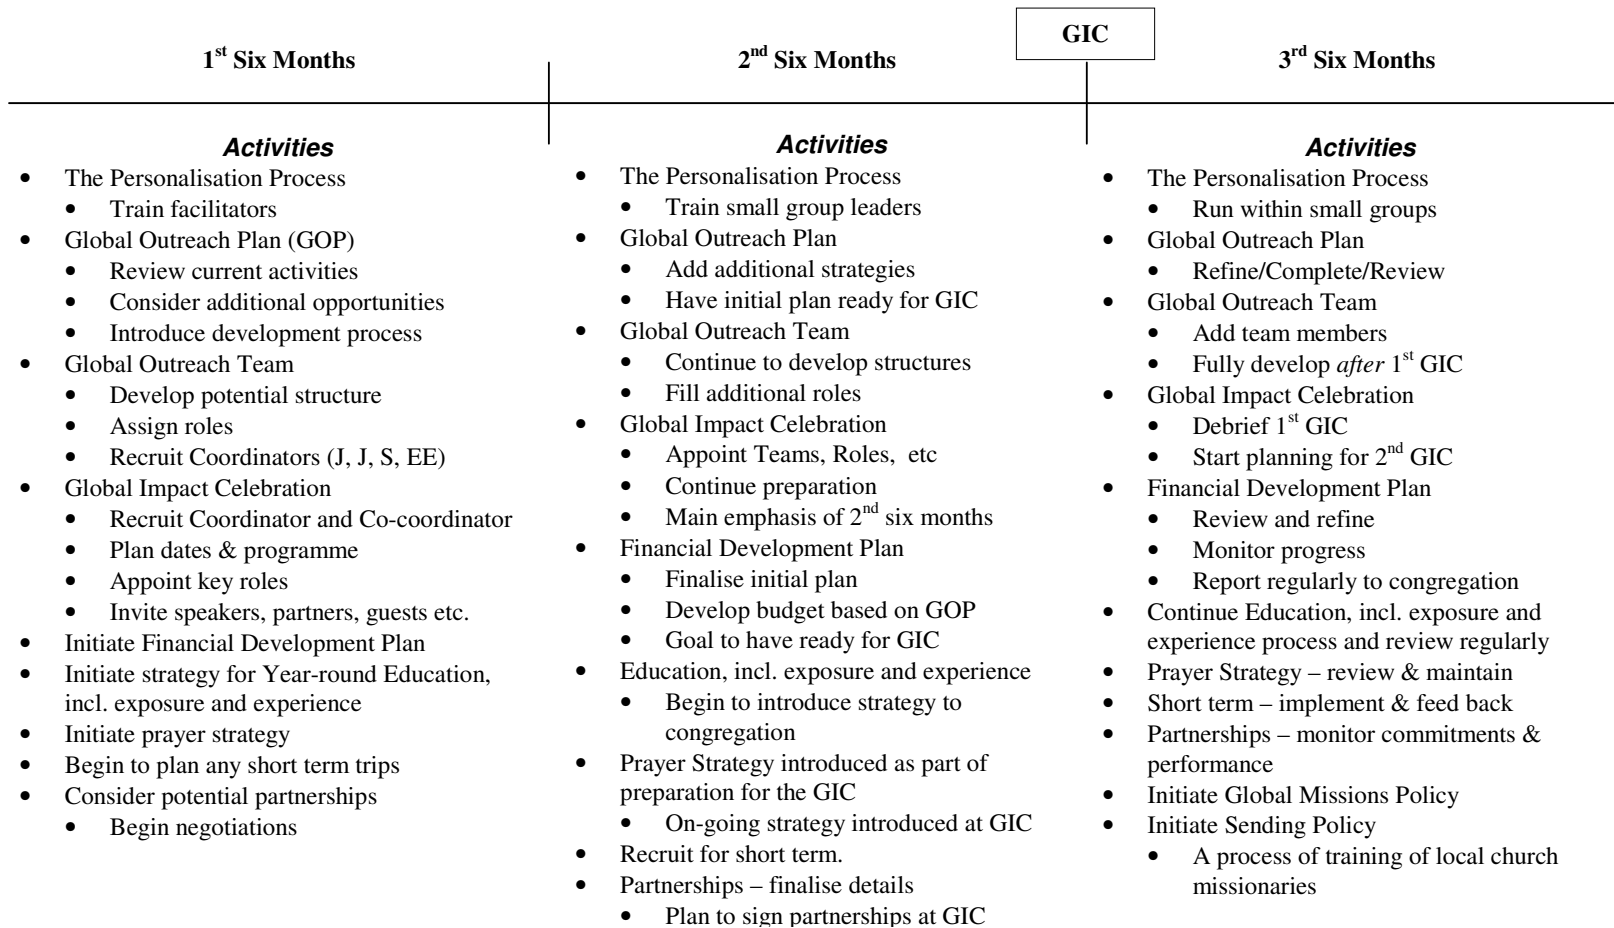 GIC
1st Six Months
2nd Six Months
3rd Six Months
Activities
• The Personalisation Process
• Train facilitators
• Global Outreach Plan (GOP)
• Review current activities
• Consider additional opportunities
• Introduce development process
• Global Outreach Team
• Develop potential structure
• Assign roles
• Recruit Coordinators (J, J, S, EE)
• Global Impact Celebration
• Recruit Coordinator and Co-coordinator
• Plan dates & programme
• Appoint key roles
• Invite speakers, partners, guests etc.
• Initiate Financial Development Plan
• Initiate strategy for Year-round Education,
incl. exposure and experience
• Initiate prayer strategy
• Begin to plan any short term trips
• Consider potential partnerships
• Begin negotiations
Activities
• The Personalisation Process
• Train small group leaders
• Global Outreach Plan
• Add additional strategies
• Have initial plan ready for GIC
• Global Outreach Team
• Continue to develop structures
• Fill additional roles
• Global Impact Celebration
• Appoint Teams, Roles, etc
• Continue preparation
• Main emphasis of 2nd six months
• Financial Development Plan
• Finalise initial plan
• Develop budget based on GOP
• Goal to have ready for GIC
• Education, incl. exposure and experience
• Begin to introduce strategy to
congregation
• Prayer Strategy introduced as part of
preparation for the GIC
• On-going strategy introduced at GIC
• Recruit for short term.
• Partnerships – finalise details
• Plan to sign partnerships at GIC
Activities
• The Personalisation Process
• Run within small groups
• Global Outreach Plan
• Refine/Complete/Review
• Global Outreach Team
• Add team members
• Fully develop after 1st GIC
• Global Impact Celebration
• Debrief 1st GIC
• Start planning for 2nd GIC
• Financial Development Plan
• Review and refine
• Monitor progress
• Report regularly to congregation
• Continue Education, incl. exposure and
experience process and review regularly
• Prayer Strategy – review & maintain
• Short term – implement & feed back
• Partnerships – monitor commitments &
performance
• Initiate Global Missions Policy
• Initiate Sending Policy
• A process of training of local church
missionaries